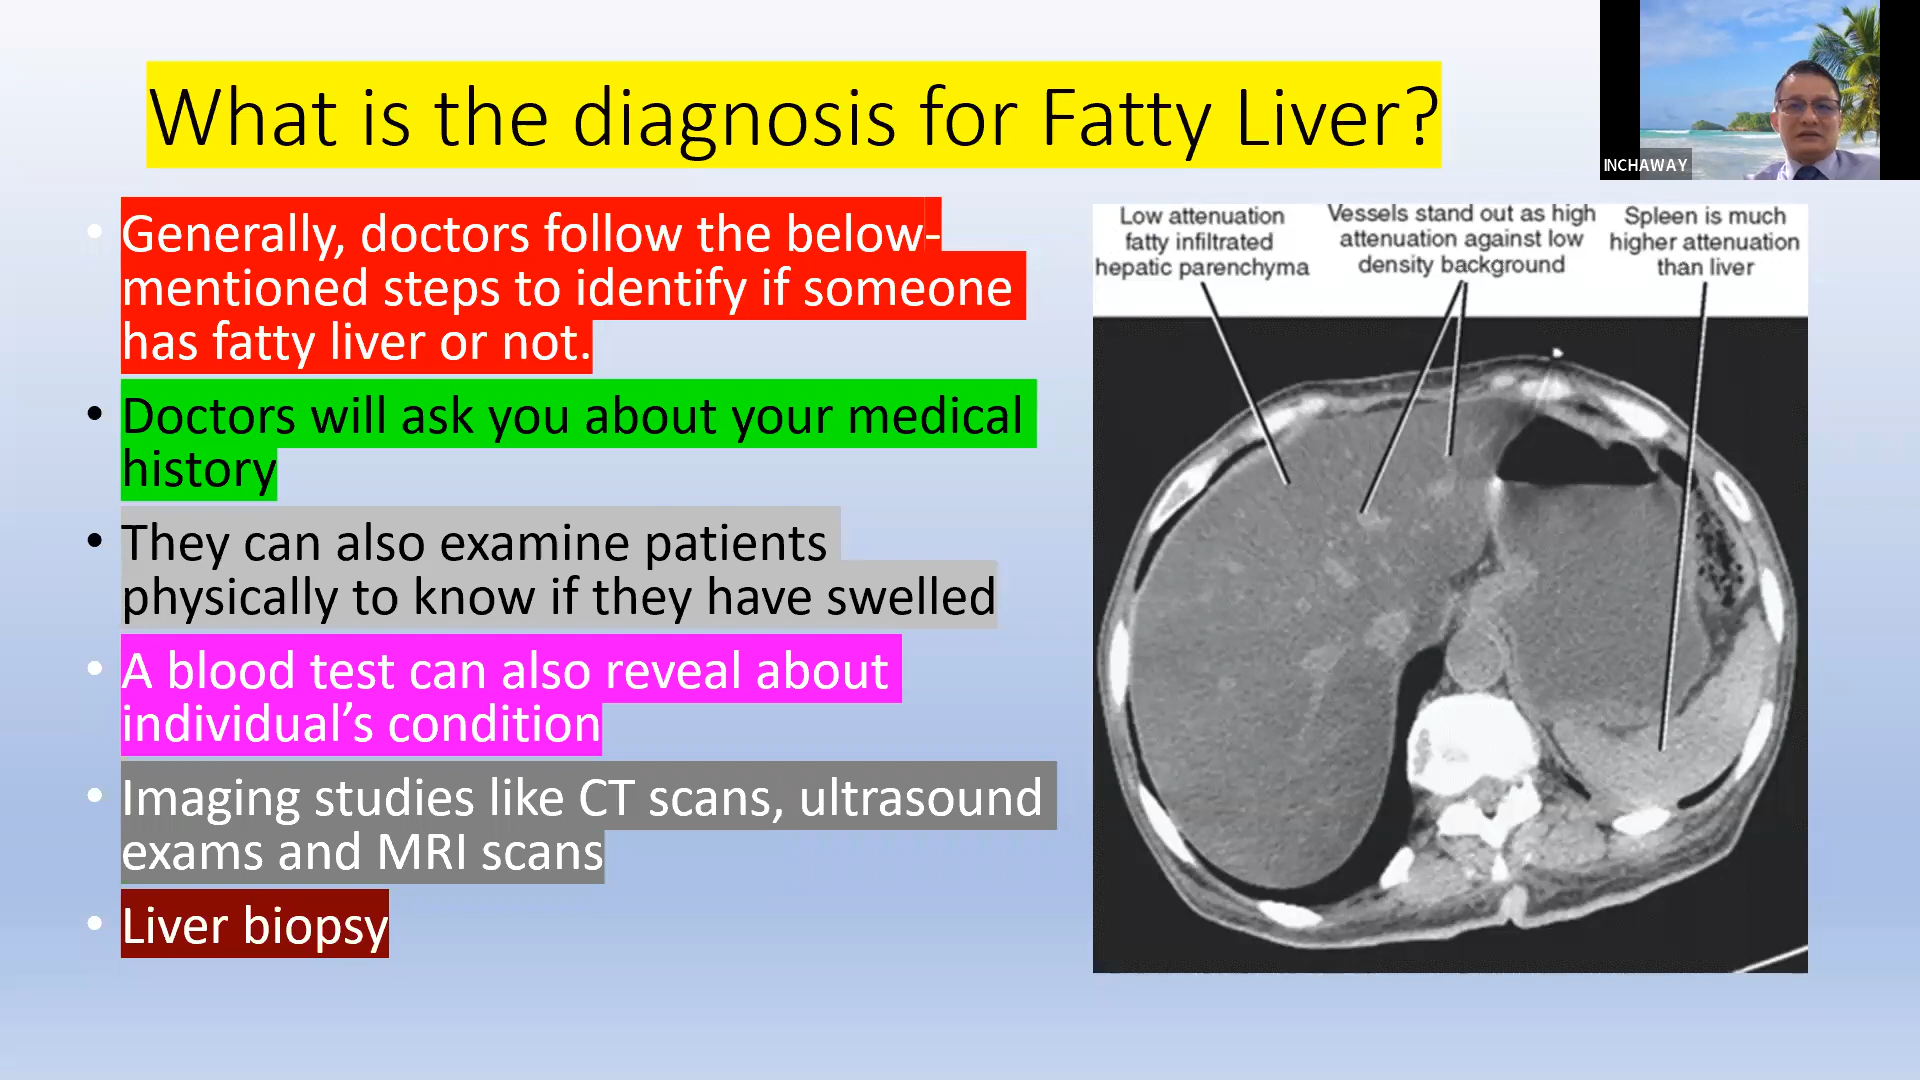 What is the diagnosis for Fatty Liver?
INCHAWAY
• Generally, doctors follow the below-
mentioned steps to identify if someone
has fatty liver or not.
• Doctors will ask you about your medical
history
• They can also examine patients
physically to know if they have swelled
• A blood test can also reveal about
individual’s condition
• Imaging studies like CT scans, ultrasound
exams and MRI scans
• Liver biopsy
Low attenuation
fatty infiltrated
hepatic parenchyma
Vessels stand out as high
attenuation against low
density background
Spleen is much
higher attenuation
than liver